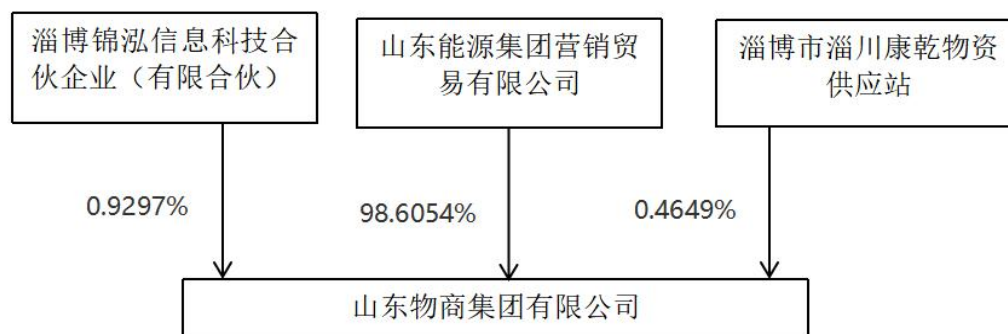 淄博锦泓信息科技合
伙企业（有限合伙）
山东能源集团营销贸
易有限公司
淄博市淄川康乾物资
供应站
0.9297%
98.6054%
0.4649%
山东物商集团有限公司